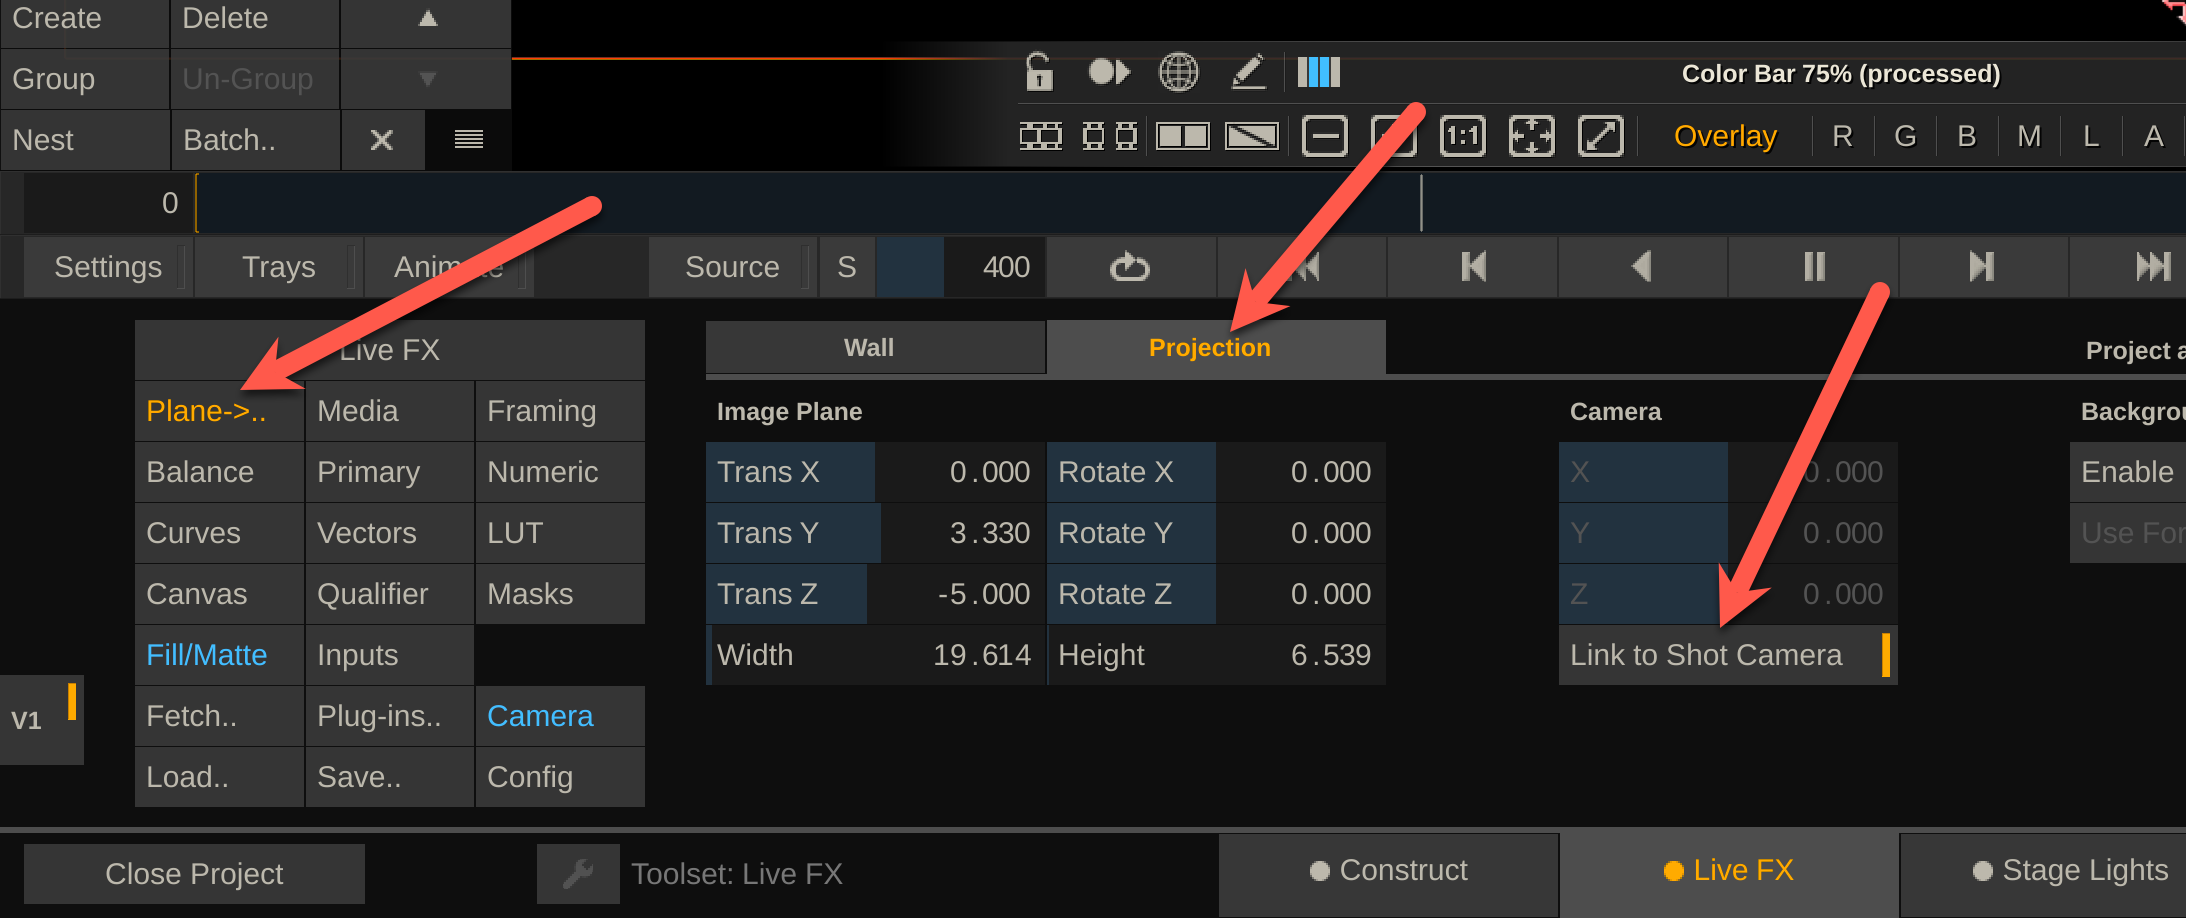 Create Delete
Group Un-Group
Color Bar 75% (processed)
Nest Batch..
1:1 Overlay R G B M L A
0
Settings Trays Animate Source S 400
Live FX Wall Projection Project a
Plane->.. Media Framing Image Plane Camera Backgrou
Balance Primary Numeric Trans X 0.000 Rotate X 0.000 X 0.000 Enable
Curves Vectors LUT Trans Y 3.330 Rotate Y 0.000 Y 0.000 Use For
Canvas Qualifier Masks Trans Z -5.000 Rotate Z 0.000 Z 0.000
Fill/Matte Inputs Width 19.614 Height 6.539 Link to Shot Camera
V1 Fetch.. Plug-ins.. Camera
Load.. Save.. Config
Close Project Toolset: Live FX Construct Live FX Stage Lights